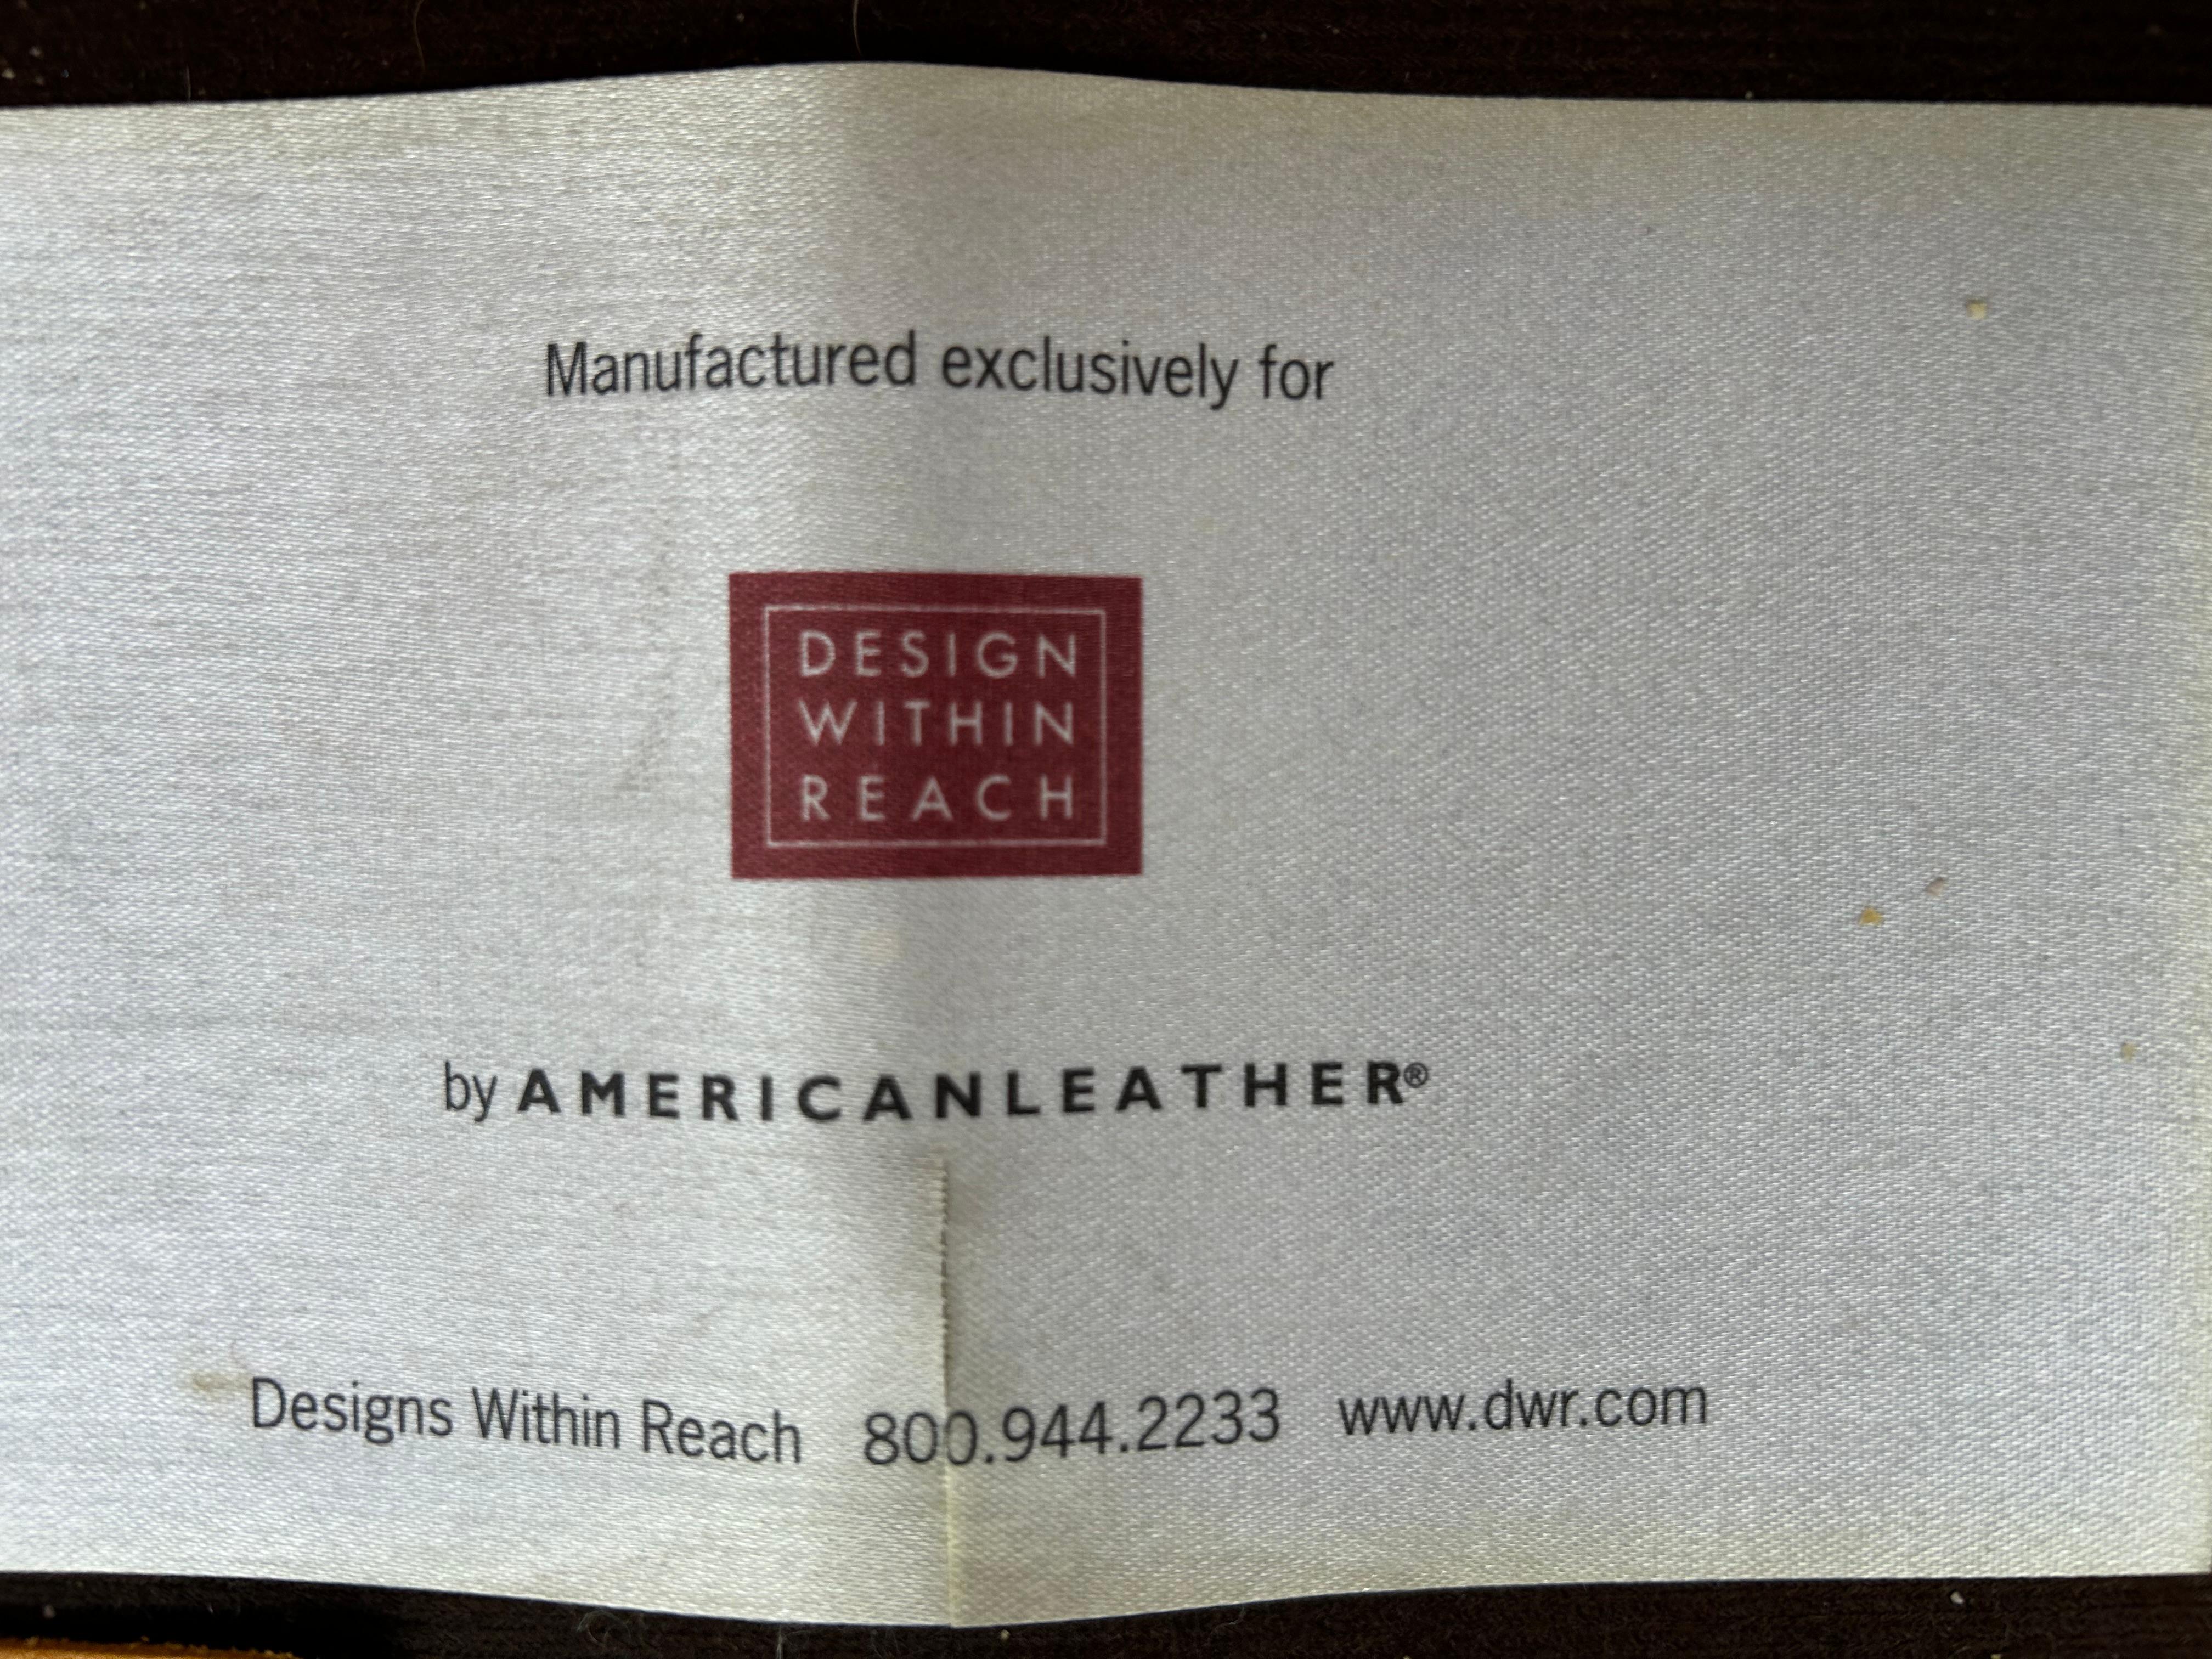 Manufactured exclusively for
DESIGN
WITHIN
REACH
by AMERICANLEATHER®
Designs Within Reach 800.944.2233 www.dwr.com